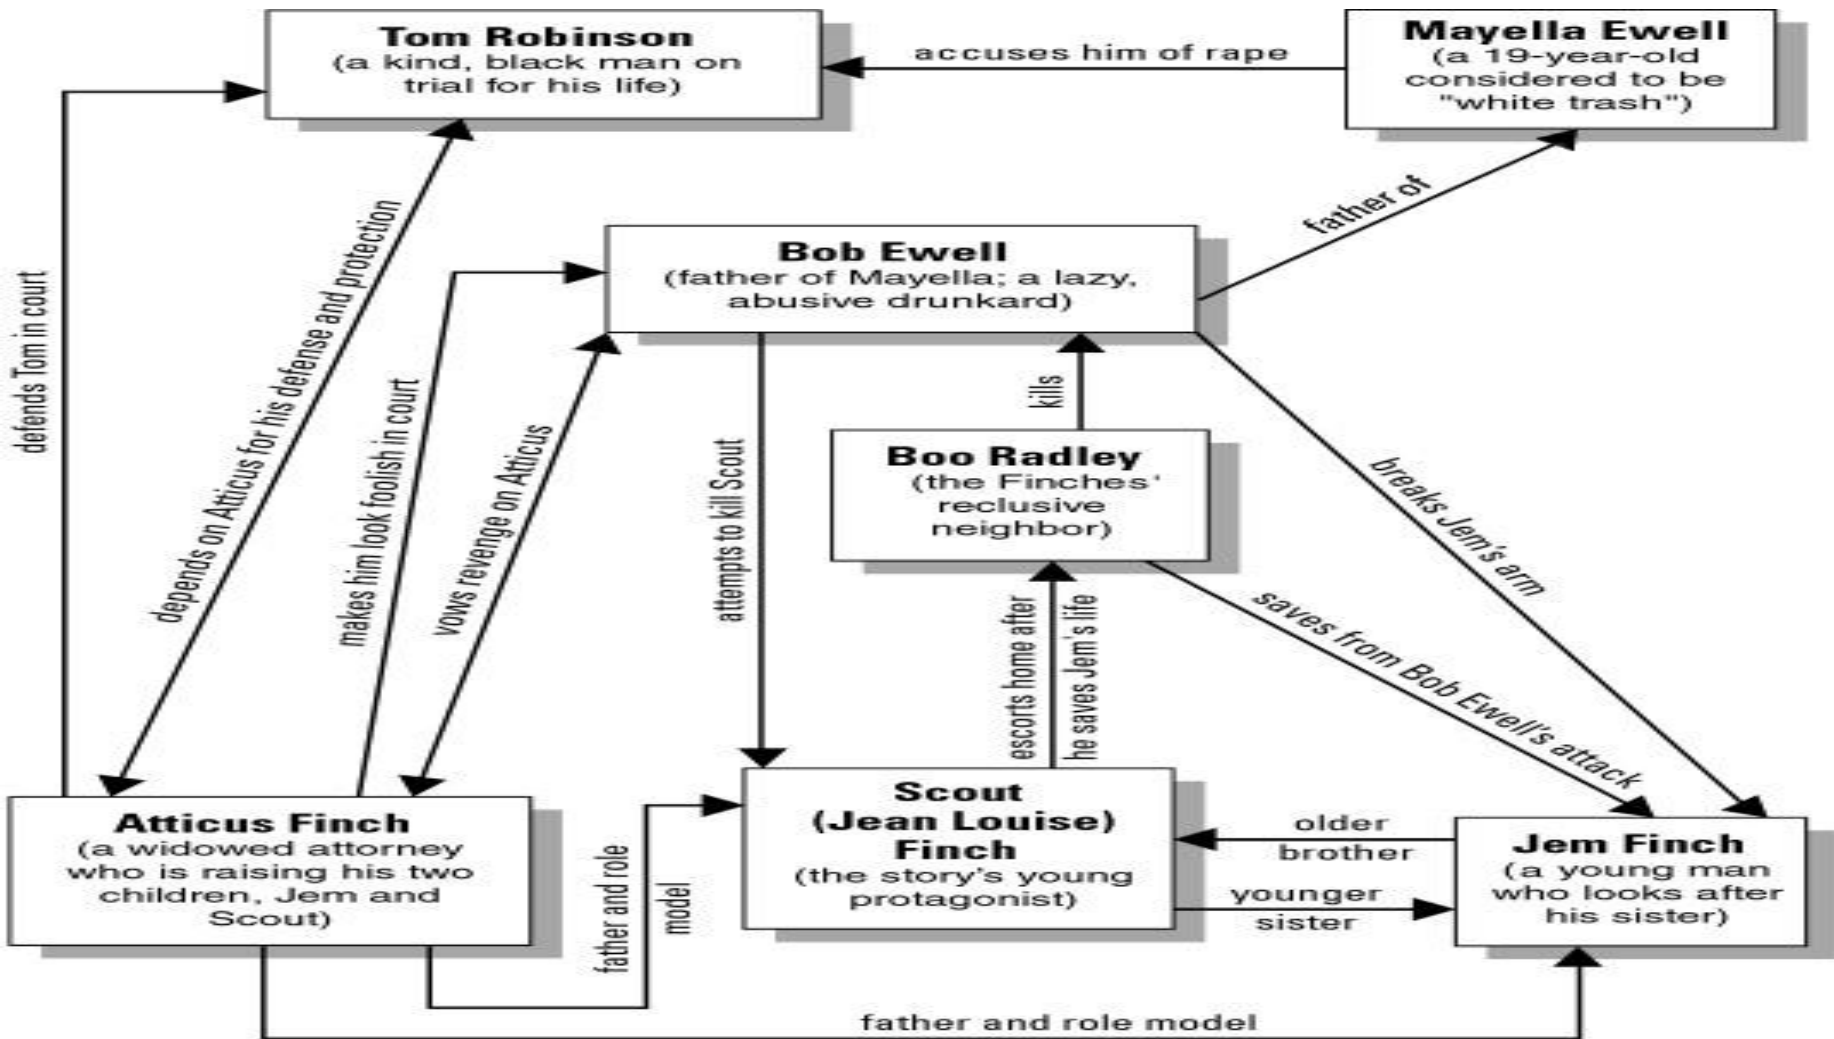 Tom Robinson
(a kind, black man on
trial for his life)
accuses him of rape
Mayella Ewell
(a 19-year-old
considered to be
"white trash")
father of
Bob Ewell
(father of Mayella; a lazy,
abusive drunkard)
defends Tom in court
depends on Atticus for his defense and protection
makes him look foolish in court
vows revenge on Atticus
attempts to kill Scout
kills
Boo Radley
(the Finches'
reclusive
neighbor)
breaks Jem's arm
saves from Bob Ewell's attack
escorts home after
he saves Jem's life
Atticus Finch
(a widowed attorney
who is raising his two
children, Jem and
Scout)
father and role
model
Scout
(Jean Louise)
Finch
(the story's young
protagonist)
older
brother
younger
sister
Jem Finch
(a young man
who looks after
his sister)
father and role model